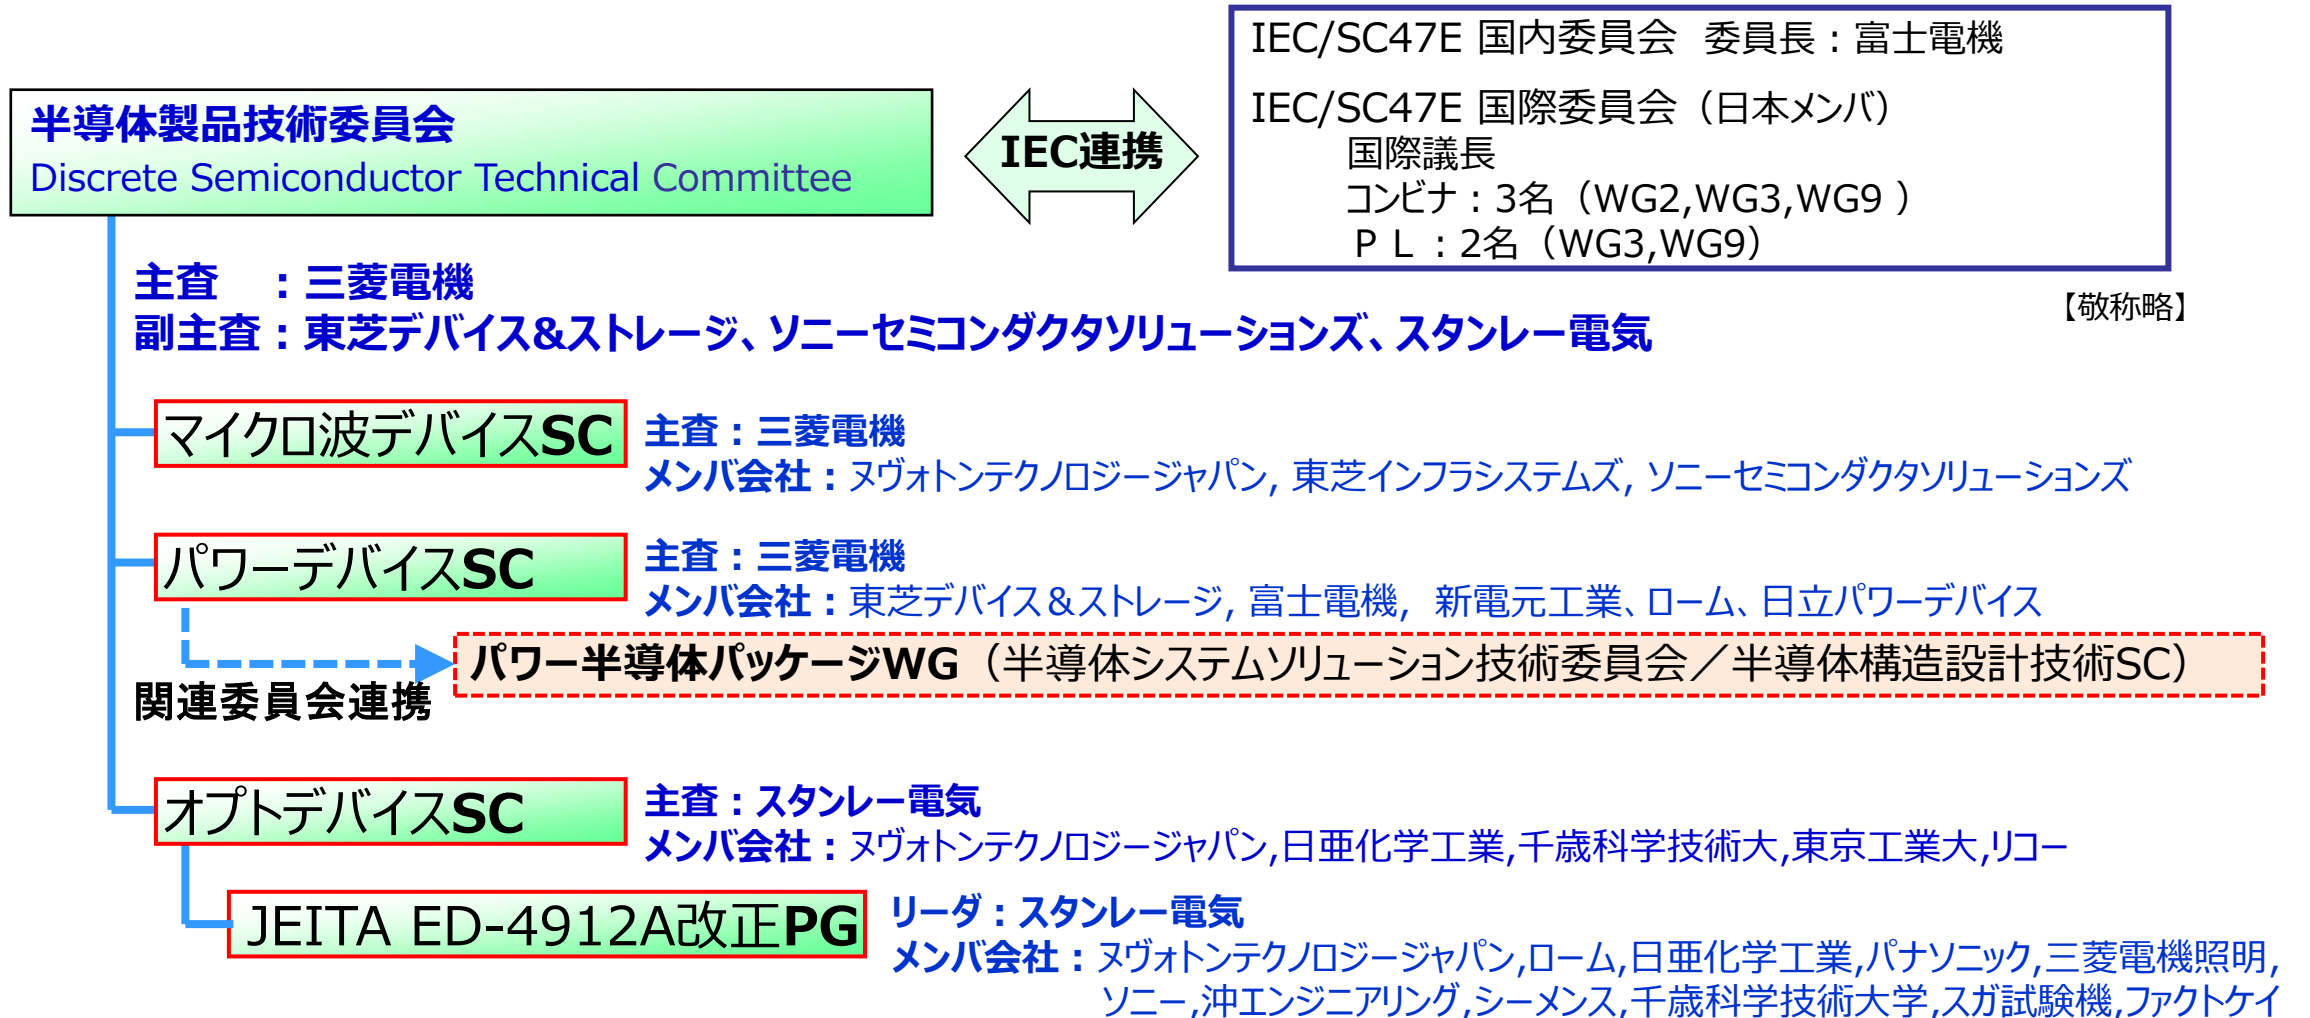 IEC/SC47E 国内委員会 委員長：富士電機
IEC/SC47E 国際委員会（日本メンバ）
国際議長
コンビナ：3名（WG2,WG3,WG9 ）
ＰＬ：2名（WG3,WG9）
半導体製品技術委員会
Discrete Semiconductor Technical Committee
IEC連携
【敬称略】
主査　：三菱電機
副主査：東芝デバイス&ストレージ、ソニーセミコンダクタソリューションズ、スタンレー電気
マイクロ波デバイスSC
主査：三菱電機
メンバ会社：ヌヴォトンテクノロジージャパン, 東芝インフラシステムズ, ソニーセミコンダクタソリューションズ
パワーデバイスSC
主査：三菱電機
メンバ会社：東芝デバイス＆ストレージ, 富士電機, 新電元工業、ローム、日立パワーデバイス
パワー半導体パッケージWG（半導体システムソリューション技術委員会／半導体構造設計技術SC）
関連委員会連携
オプトデバイスSC
主査：スタンレー電気
メンバ会社：ヌヴォトンテクノロジージャパン,日亜化学工業,千歳科学技術大,東京工業大,リコー
JEITA ED-4912A改正PG
リーダ：スタンレー電気
メンバ会社：ヌヴォトンテクノロジージャパン,ローム,日亜化学工業,パナソニック,三菱電機照明,
ソニー,沖エンジニアリング,シーメンス,千歳科学技術大学,スガ試験機,ファクトケイ